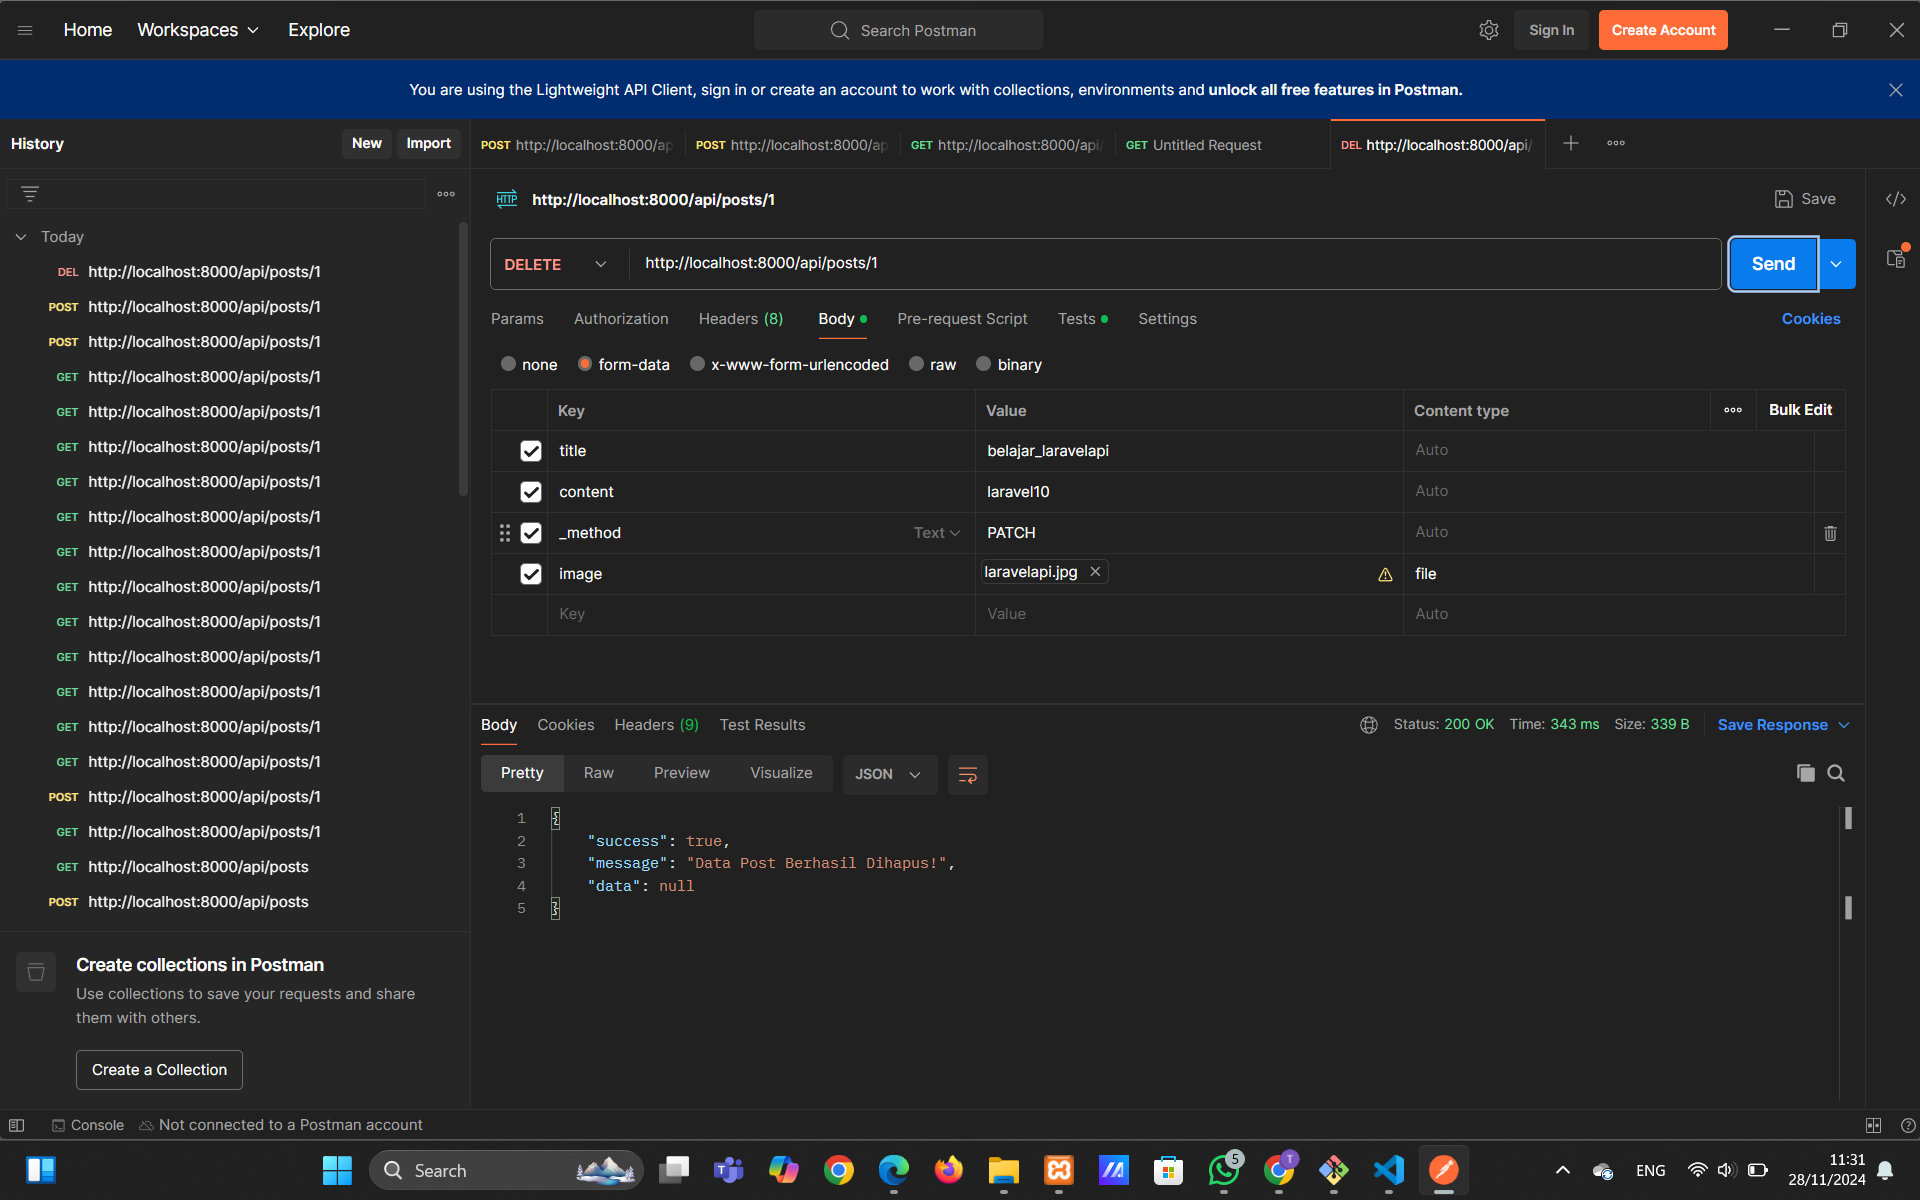 Home Workspaces Explore Search Postman Sign In Create Account
You are using the Lightweight API Client, sign in or create an account to work with collections, environments and unlock all free features in Postman.
History New Import
POST http://localhost:8000/ap POST http://localhost:8000/ap GET http://localhost:8000/api/ GET Untitled Request DEL http://localhost:8000/api/
HTTP http://localhost:8000/api/posts/1 Save
Today
DEL http://localhost:8000/api/posts/1
POST http://localhost:8000/api/posts/1
POST http://localhost:8000/api/posts/1
GET http://localhost:8000/api/posts/1
GET http://localhost:8000/api/posts/1
GET http://localhost:8000/api/posts/1
GET http://localhost:8000/api/posts/1
GET http://localhost:8000/api/posts/1
GET http://localhost:8000/api/posts/1
GET http://localhost:8000/api/posts/1
GET http://localhost:8000/api/posts/1
GET http://localhost:8000/api/posts/1
GET http://localhost:8000/api/posts/1
GET http://localhost:8000/api/posts/1
GET http://localhost:8000/api/posts/1
POST http://localhost:8000/api/posts/1
GET http://localhost:8000/api/posts/1
GET http://localhost:8000/api/posts
POST http://localhost:8000/api/posts
Create collections in Postman
Use collections to save your requests and share
them with others.
Create a Collection
DELETE http://localhost:8000/api/posts/1 Send
Params Authorization Headers (8) Body Pre-request Script Tests Settings Cookies
none form-data x-www-form-urlencoded raw binary
Key Value Content type Bulk Edit
title belajar_laravelapi Auto
content laravel10 Auto
_method Text PATCH Auto
image laravelapi.jpg file
Key Value Auto
Body Cookies Headers (9) Test Results Status: 200 OK Time: 343 ms Size: 339 B Save Response
Pretty Raw Preview Visualize JSON
1 {
2 "success": true,
3 "message": "Data Post Berhasil Dihapus!",
4 "data": null
5 }
Console Not connected to a Postman account
Search 5 T ENG 11:31
28/11/2024